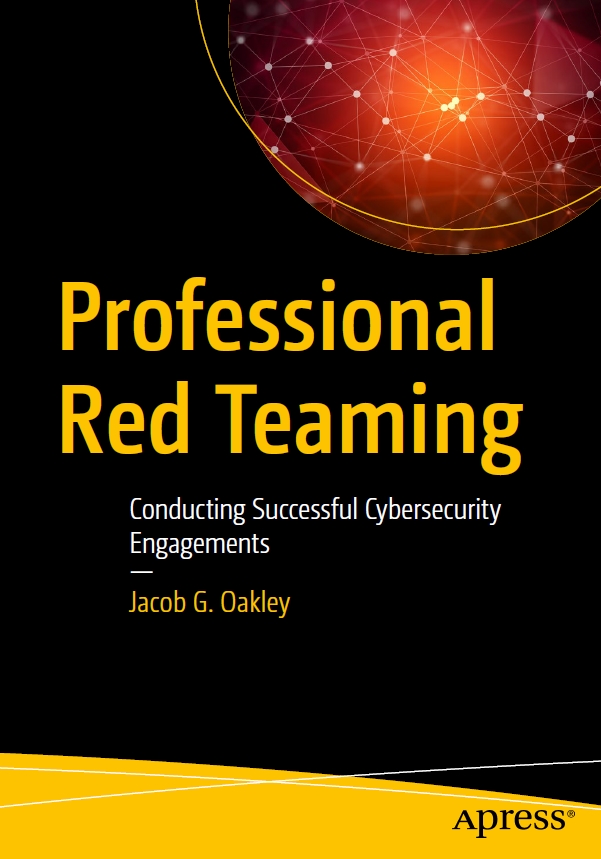 Professional
Red Teaming
Conducting Successful Cybersecurity
Engagements
—
Jacob G. Oakley
Apress®